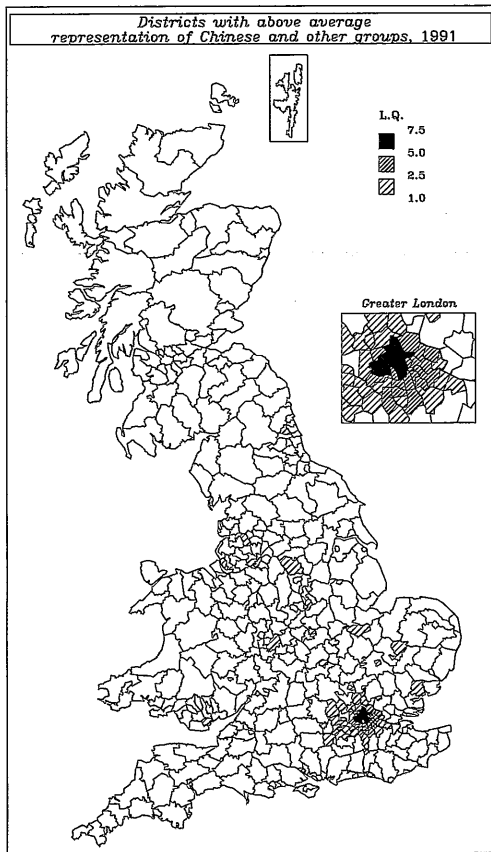 Districts with above average
representation of Chinese and other groups, 1991
L.Q.
7.5
5.0
2.5
1.0
Greater London